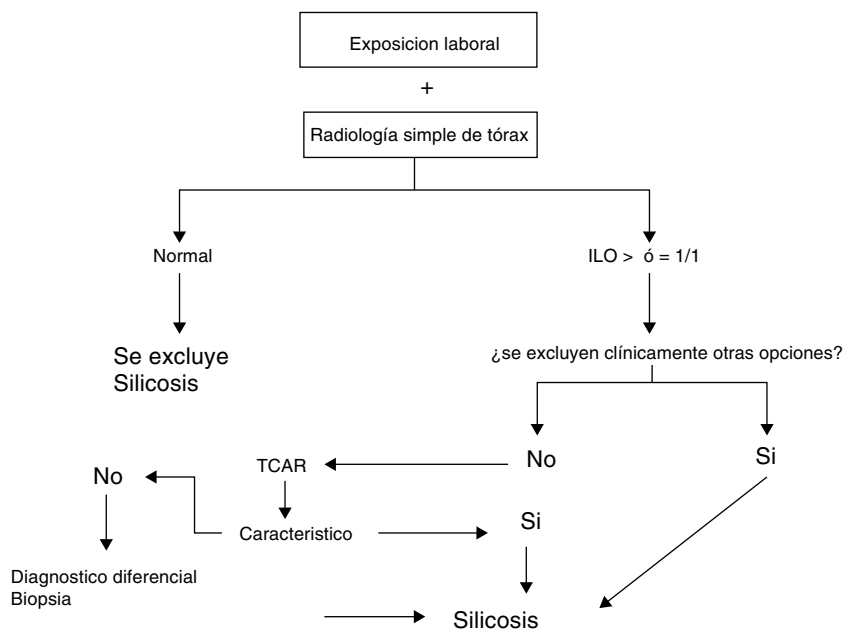 Exposicion laboral
+
Radiología simple de tórax
Normal
ILO > ó = 1/1
Se excluye
Silicosis
¿se excluyen clínicamente otras opciones?
No
Si
TCAR
No
Caracteristico
Si
Diagnostico diferencial
Biopsia
Silicosis